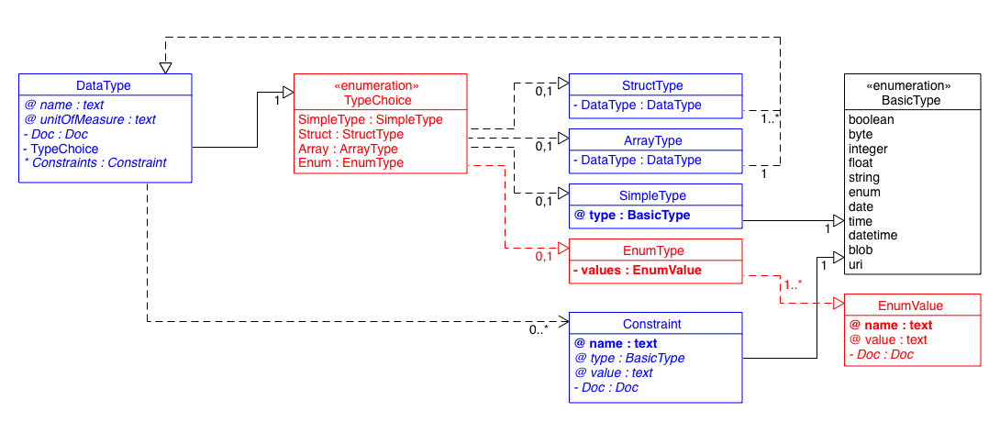 DataType
@ name : text
@ unitOfMeasure : text
- Doc : Doc
- TypeChoice
* Constraints : Constraint
1
«enumeration»
TypeChoice
SimpleType : SimpleType
Struct : StructType
Array : ArrayType
Enum : EnumType
0,1
0,1
0,1
0,1
StructType
- DataType : DataType
1..*
ArrayType
- DataType : DataType
1
SimpleType
@ type : BasicType
1
EnumType
- values : EnumValue
1..*
0..*
Constraint
@ name : text
@ type : BasicType
@ value : text
- Doc : Doc
1
«enumeration»
BasicType
boolean
byte
integer
float
string
enum
date
time
datetime
blob
uri
EnumValue
@ name : text
@ value : text
- Doc : Doc